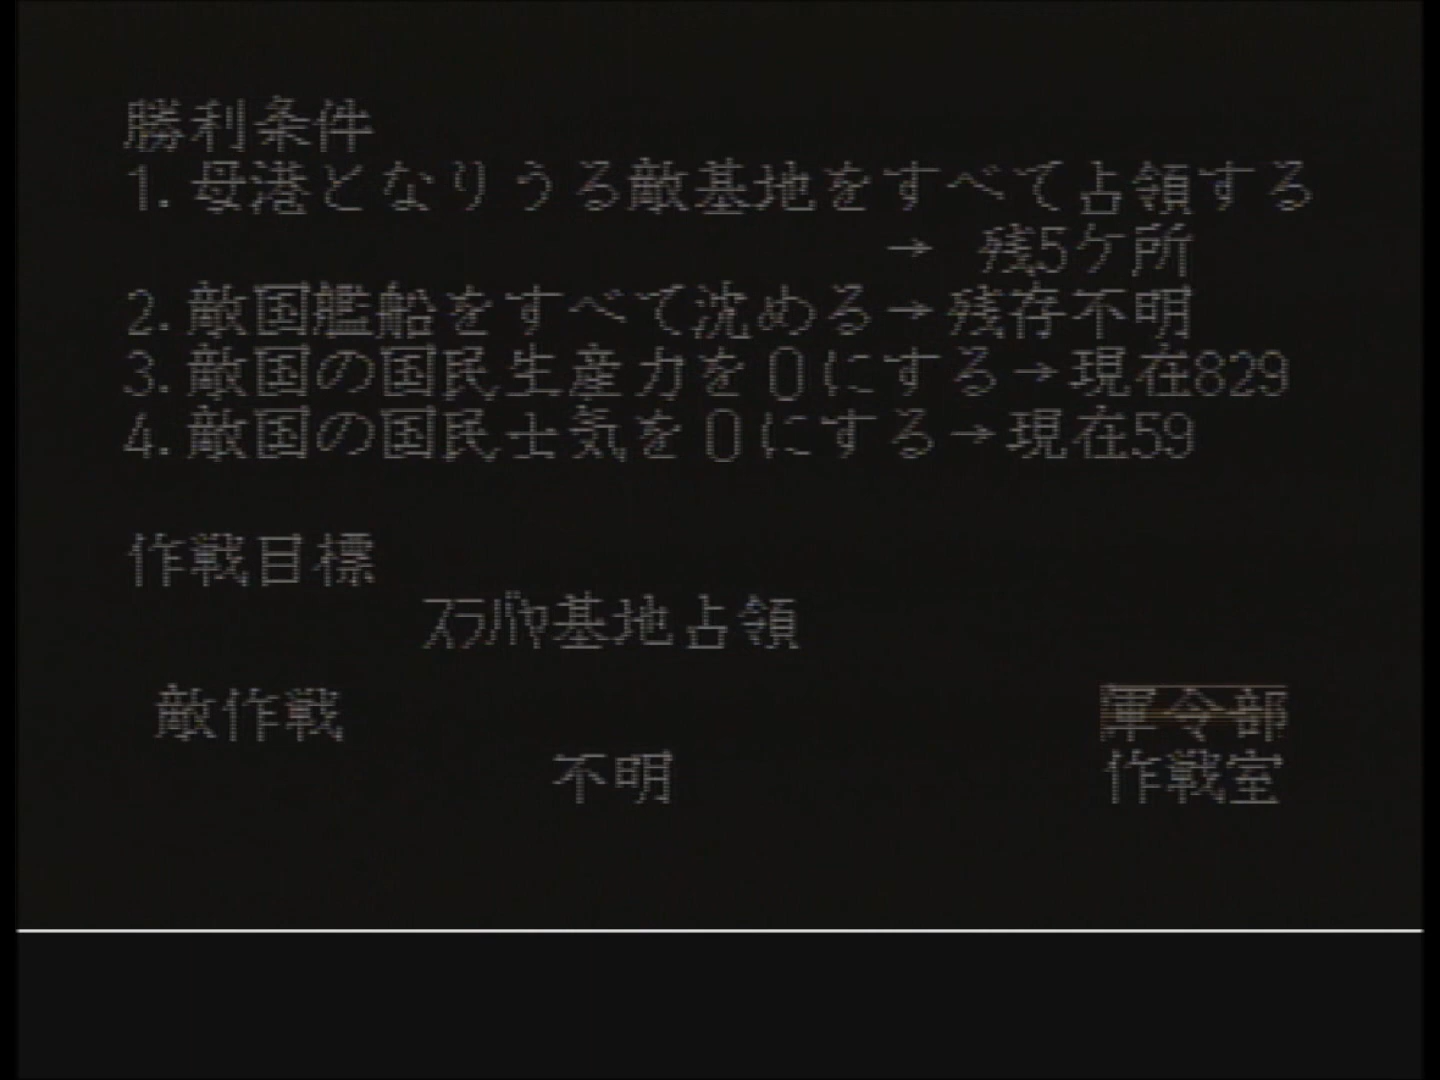 勝利条件
1. 母港となりうる敵基地をすべて占領する
→ 残5ケ所
2. 敵国艦船をすべて沈める→残存不明
3. 敵国の国民生産力を0にする→現在829
4. 敵国の国民士気を0にする→現在59
作戦目標
ｽﾗﾊﾞﾔ基地占領
敵作戦
軍令部
不明
作戦室